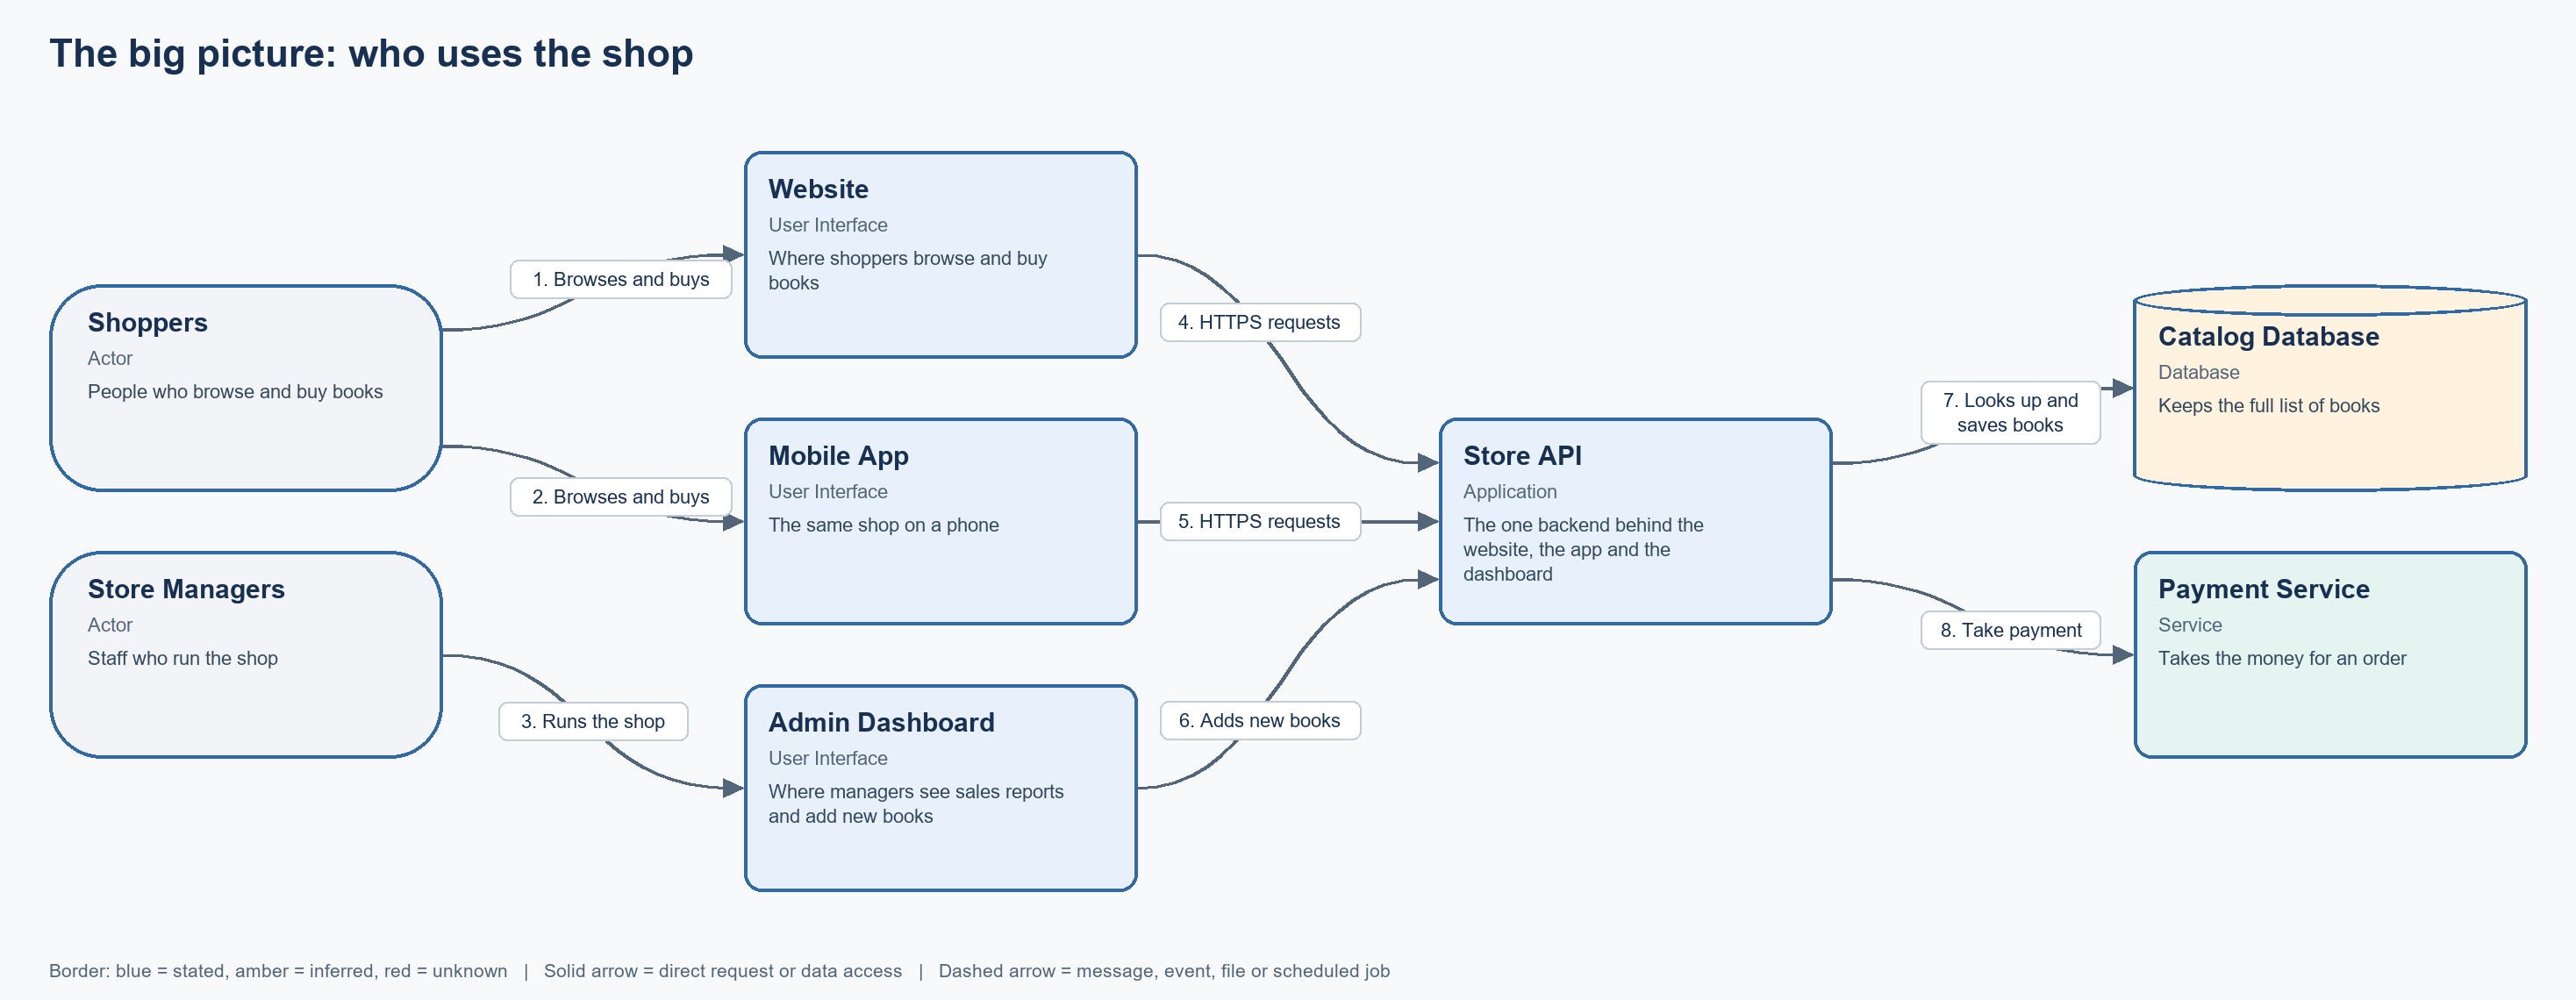 The big picture: who uses the shop
Shoppers
Actor
People who browse and buy books
Store Managers
Actor
Staff who run the shop
1. Browses and buys
2. Browses and buys
3. Runs the shop
Website
User Interface
Where shoppers browse and buy
books
Mobile App
User Interface
The same shop on a phone
Admin Dashboard
User Interface
Where managers see sales reports
and add new books
4. HTTPS requests
5. HTTPS requests
6. Adds new books
Store API
Application
The one backend behind the
website, the app and the
dashboard
7. Looks up and
saves books
8. Take payment
Catalog Database
Database
Keeps the full list of books
Payment Service
Service
Takes the money for an order
Border: blue = stated, amber = inferred, red = unknown | Solid arrow = direct request or data access | Dashed arrow = message, event, file or scheduled job